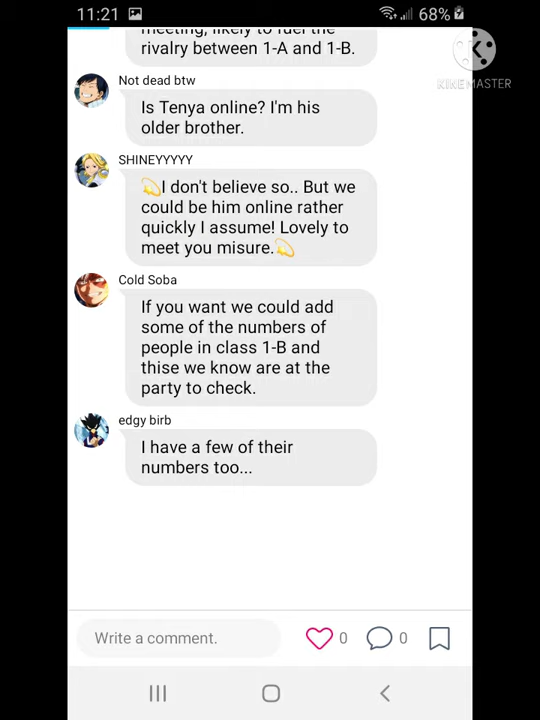 11:21
68%
KINEMASTER
meeting, likely to fuel the
rivalry between 1-A and 1-B.
Not dead btw
Is Tenya online? I'm his
older brother.
SHINEYYYYY
💫I don't believe so.. But we
could be him online rather
quickly I assume! Lovely to
meet you misure.💫
Cold Soba
If you want we could add
some of the numbers of
people in class 1-B and
thise we know are at the
party to check.
edgy birb
I have a few of their
numbers too...
Write a comment.
0
0